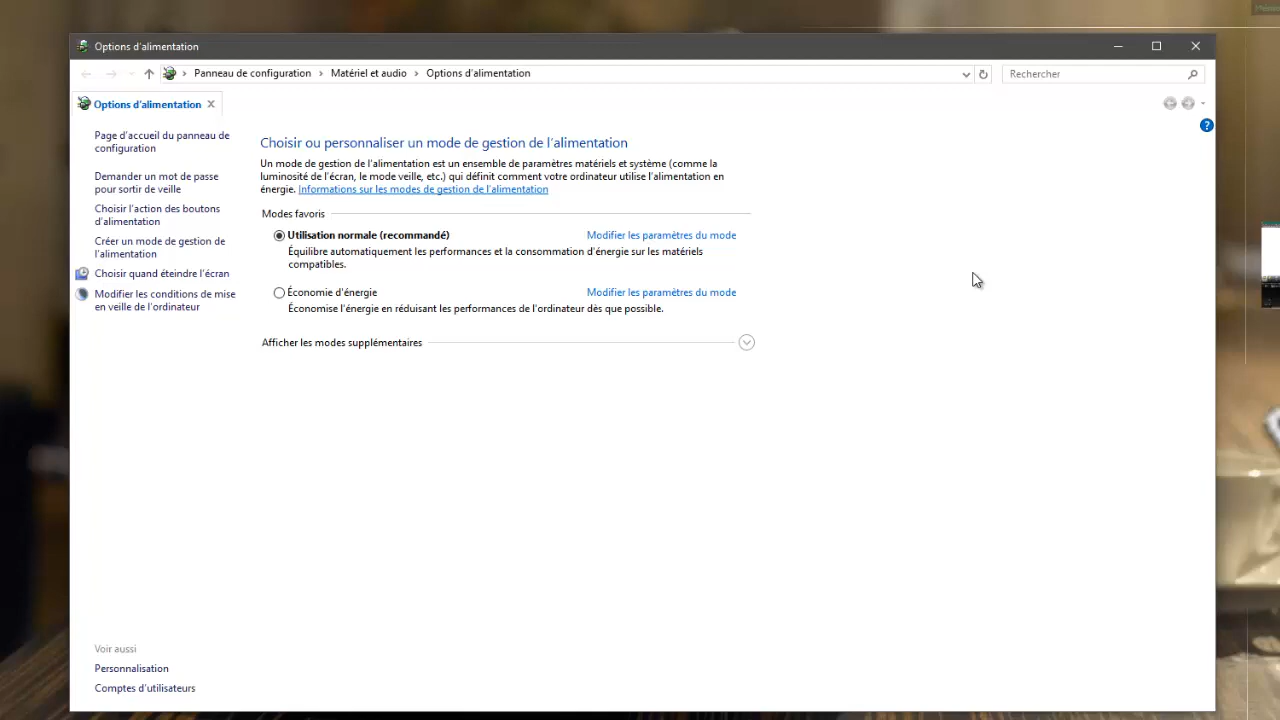 Options d'alimentation
Panneau de configuration > Matériel et audio > Options d'alimentation
Rechercher
Options d'alimentation
Page d'accueil du panneau de
configuration
Demander un mot de passe
pour sortir de veille
Choisir l'action des boutons
d'alimentation
Créer un mode de gestion de
l'alimentation
Choisir quand éteindre l'écran
Modifier les conditions de mise
en veille de l'ordinateur
Choisir ou personnaliser un mode de gestion de l'alimentation
Un mode de gestion de l'alimentation est un ensemble de paramètres matériels et système (comme la
luminosité de l'écran, le mode veille, etc.) qui définit comment votre ordinateur utilise l'alimentation en
énergie. Informations sur les modes de gestion de l'alimentation
Modes favoris
Utilisation normale (recommandé) Modifier les paramètres du mode
Équilibre automatiquement les performances et la consommation d'énergie sur les matériels
compatibles.
Économie d'énergie Modifier les paramètres du mode
Économise l'énergie en réduisant les performances de l'ordinateur dès que possible.
Afficher les modes supplémentaires
Voir aussi
Personnalisation
Comptes d'utilisateurs